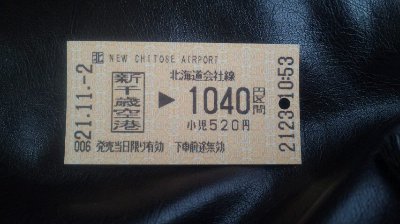 北 NEW CHITOSE AIRPORT
新千歳空港
北海道会社線
▶ 1040円区間
小児520円
21.11.-2
006 発売当日限り有効 下車前途無効
2123 10:53